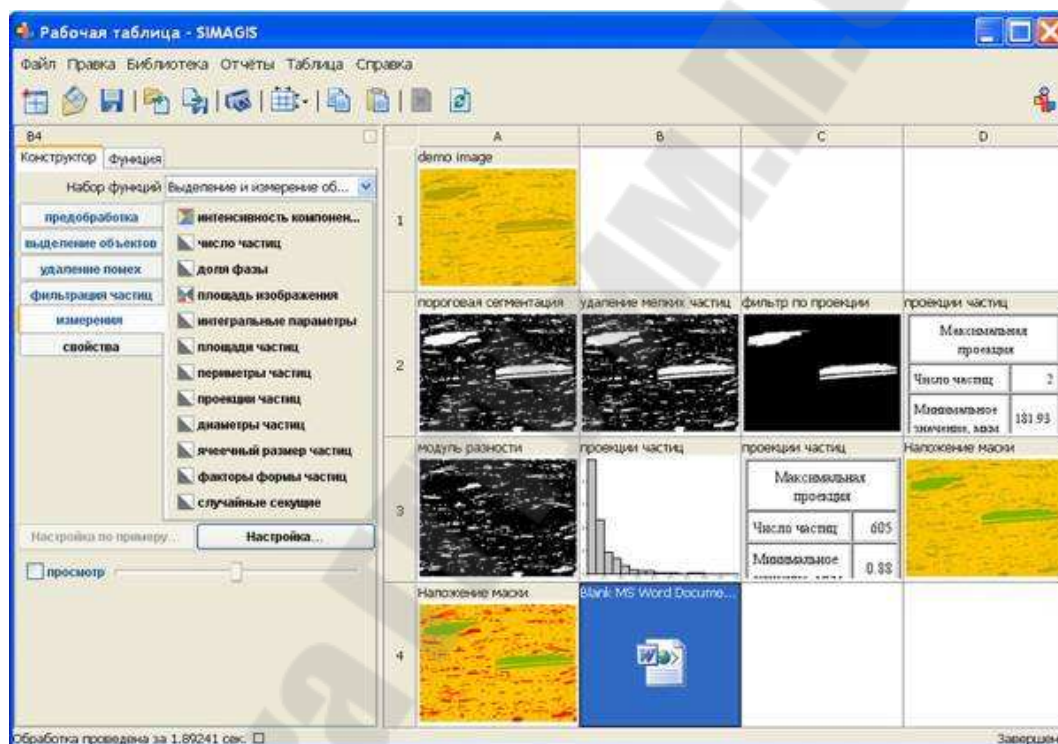 Рабочая таблица - SIMAGIS
Файл Правка Библиотека Отчёты Таблица Справка
B4
Конструктор функция
Набор функций Выделение и измерение об...
предобработка
выделение объектов
удаление помех
фильтрация частиц
измерения
свойства
интенсивность компонен...
число частиц
доля фазы
площадь изображения
интегральные параметры
площади частиц
периметры частиц
проекции частиц
диаметры частиц
ячеечный размер частиц
факторы формы частиц
случайные секущие
Настройка по примеру... Настройка...
просмотр
A B C D
1
demo image
2
пороговая сегментация удаление мелких частиц фильтр по проекции проекции частиц
Максимальная
проекция
Число частиц 2
Минимальное
значение, мкм 181.93
3
модуль разности проекции частиц проекции частиц Наложение маски
Максимальная
проекция
Число частиц 605
Минимальное
0.88
4
Наложение маски Blank MS Word Docume...
Обработка проведена за 1.89241 сек. Завершен